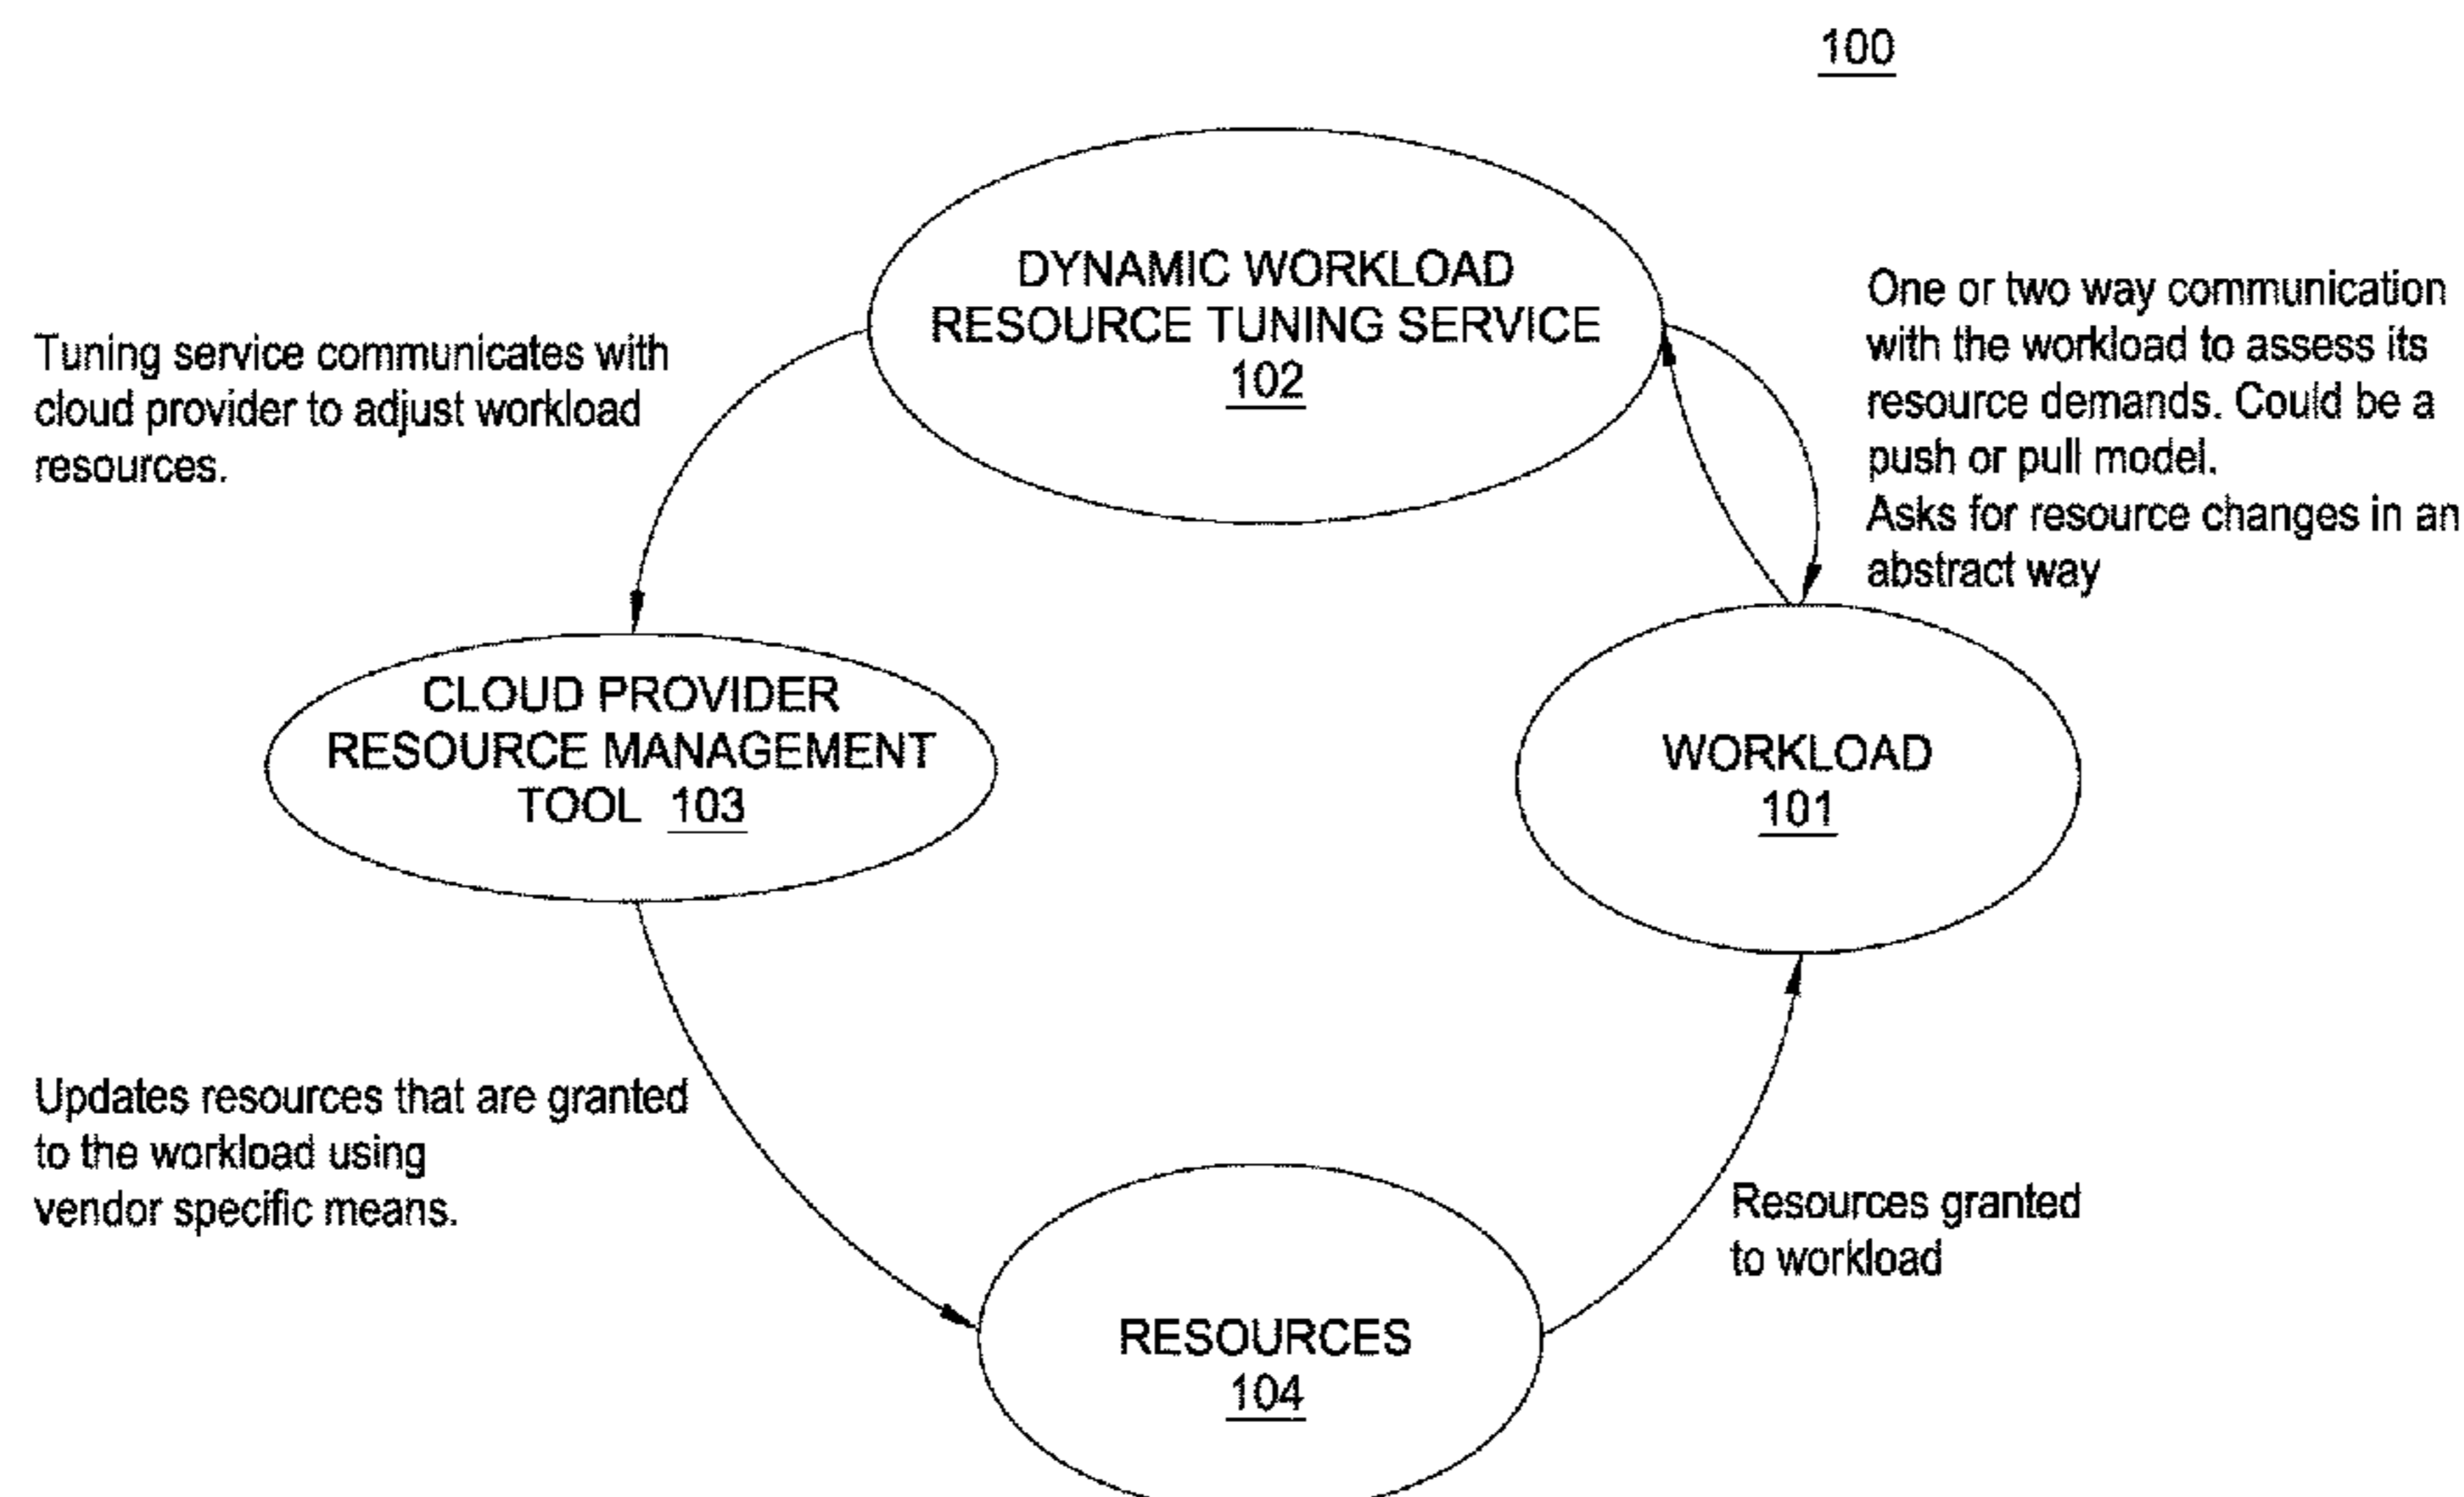 100
DYNAMIC WORKLOAD
RESOURCE TUNING SERVICE
102
Tuning service communicates with
cloud provider to adjust workload
resources.
One or two way communication
with the workload to assess its
resource demands. Could be a
push or pull model.
Asks for resource changes in an
abstract way
CLOUD PROVIDER
RESOURCE MANAGEMENT
TOOL 103
WORKLOAD
101
Updates resources that are granted
to the workload using
vendor specific means.
Resources granted
to workload
RESOURCES
104